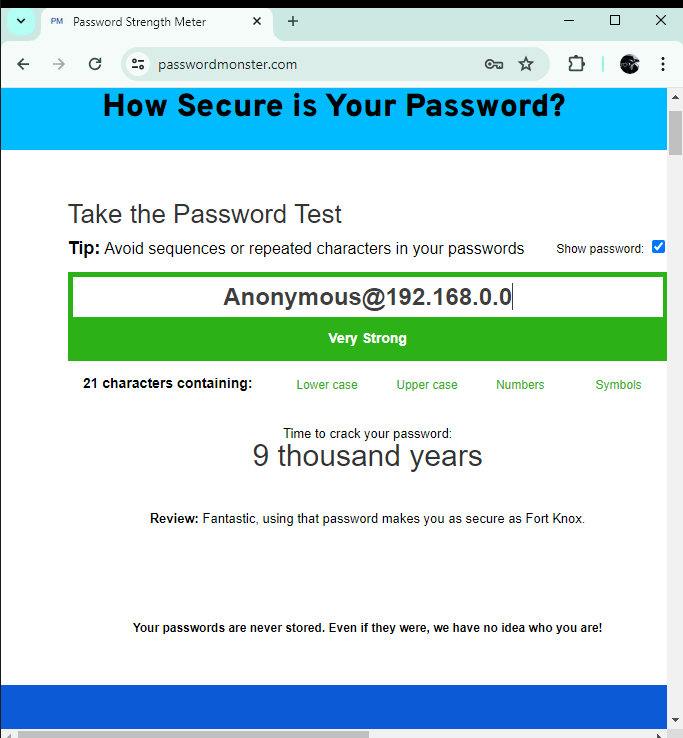 PM Password Strength Meter
passwordmonster.com
How Secure is Your Password?
Take the Password Test
Tip: Avoid sequences or repeated characters in your passwords Show password:
Anonymous@192.168.0.0
Very Strong
21 characters containing: Lower case Upper case Numbers Symbols
Time to crack your password:
9 thousand years
Review: Fantastic, using that password makes you as secure as Fort Knox.
Your passwords are never stored. Even if they were, we have no idea who you are!